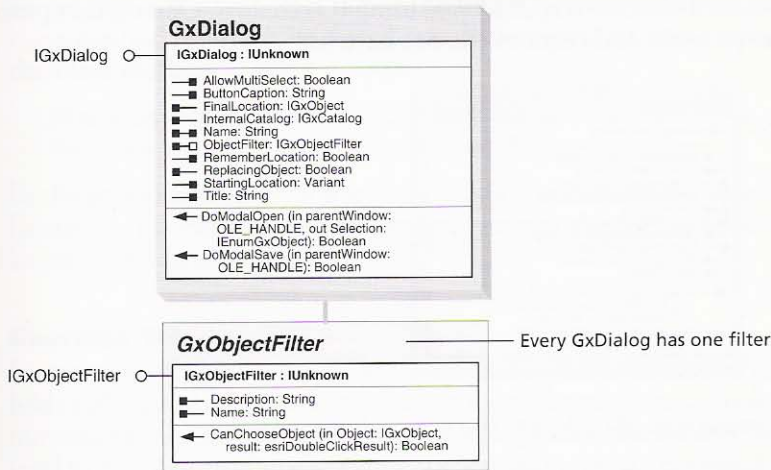 GxDialog
IGxDialog
IGxDialog : IUnknown
AllowMultiSelect: Boolean
ButtonCaption: String
FinalLocation: IGxObject
InternalCatalog: IGxCatalog
Name: String
ObjectFilter: IGxObjectFilter
RememberLocation: Boolean
ReplacingObject: Boolean
StartingLocation: Variant
Title: String
DoModalOpen (in parentWindow:
OLE_HANDLE, out Selection:
IEnumGxObject): Boolean
DoModalSave (in parentWindow:
OLE_HANDLE): Boolean
GxObjectFilter
Every GxDialog has one filter
IGxObjectFilter
IGxObjectFilter : IUnknown
Description: String
Name: String
CanChooseObject (in Object: IGxObject,
result: esriDoubleClickResult): Boolean